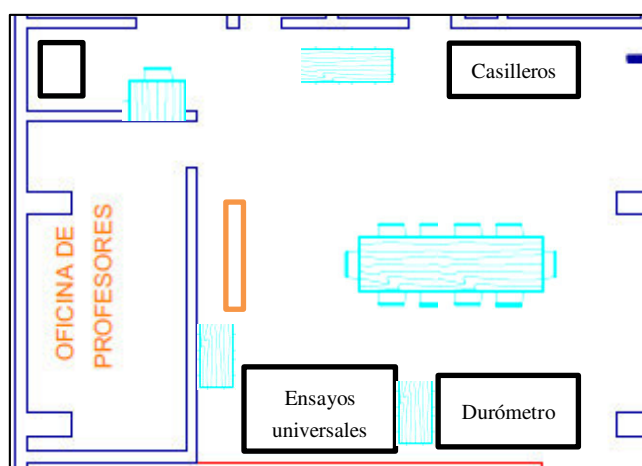 Casilleros
OFICINA DE
PROFESORES
Ensayos
universales
Durómetro